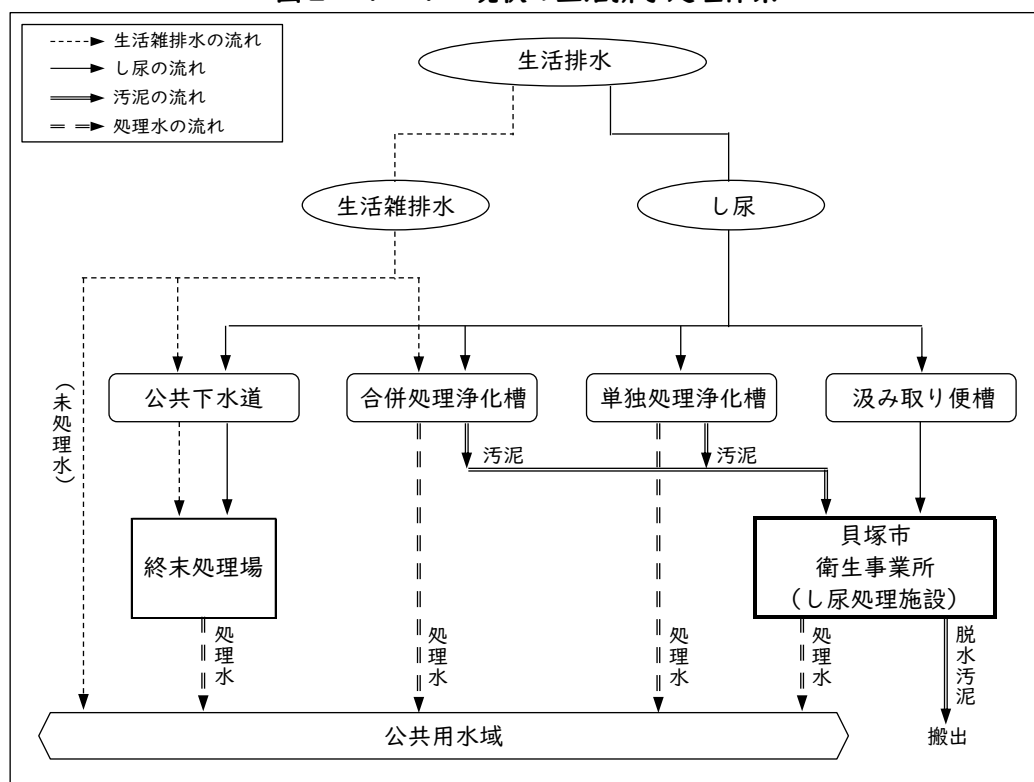 生活雑排水の流れ
し尿の流れ
汚泥の流れ
処理水の流れ
生活排水
生活雑排水
し尿
(未処理水)
公共下水道
合併処理浄化槽
単独処理浄化槽
汲み取り便槽
汚泥
汚泥
終末処理場
貝塚市
衛生事業所
(し尿処理施設)
処理水
処理水
処理水
処理水
脱水汚泥
公共用水域
搬出